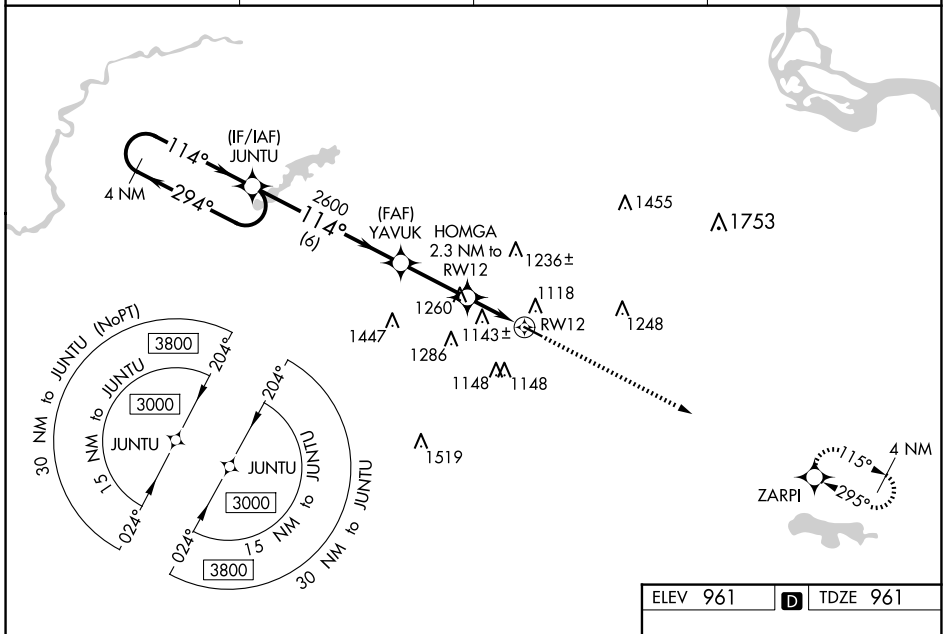 (IF/IAF)
JUNTU
114°
4 NM
294°
2600
114°
(6)
(FAF)
YAVUK
HOMGA
2.3 NM to
RW12
1236±
1455
1753
1260
1118
RW12
1248
1447
1143±
1286
1148
1148
1519
30 NM to JUNTU (NoPT)
3800
204°
15 NM to JUNTU
3000
JUNTU
024°
204°
JUNTU
3000
15 NM to JUNTU
024°
3800
30 NM to JUNTU
115°
4 NM
295°
ZARPI
ELEV 961 D TDZE 961